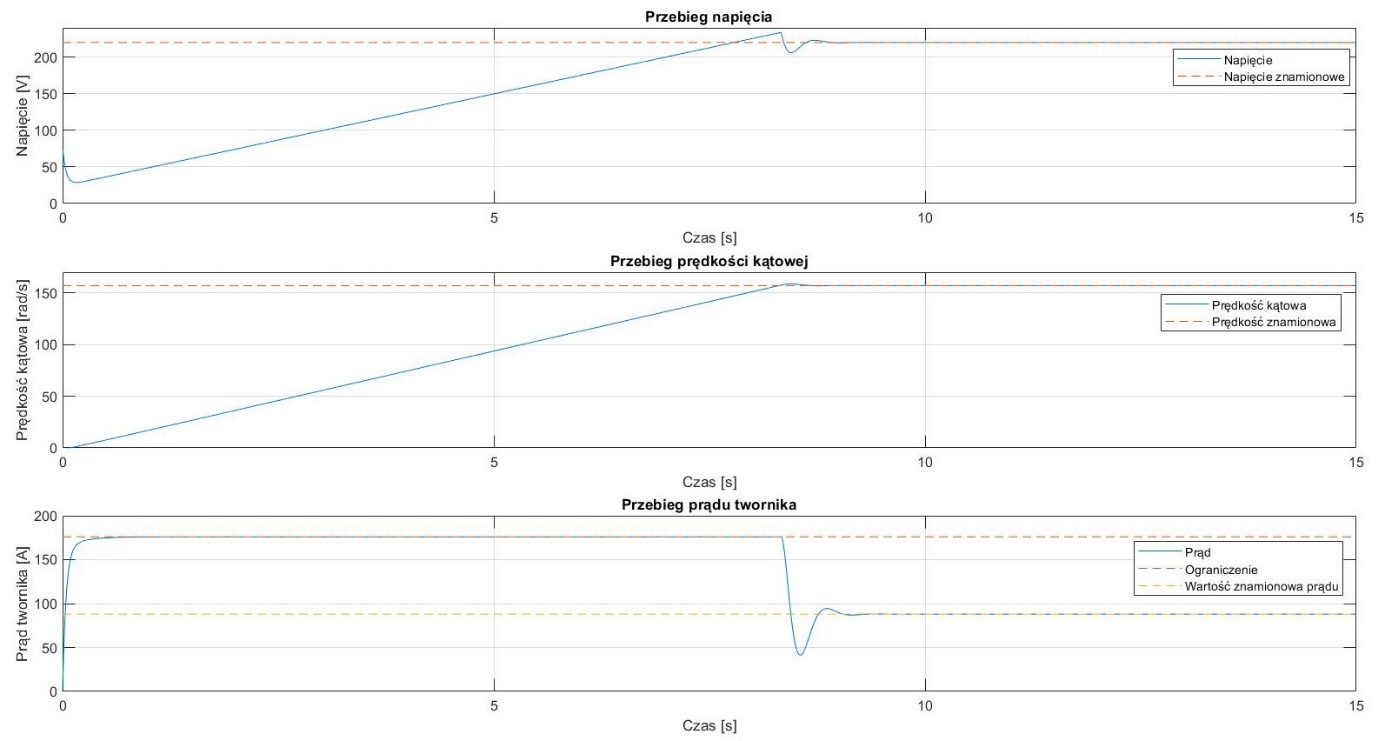 Przebieg napięcia
Napięcie [V]
200
150
100
50
0
Napięcie
Napięcie znamionowe
0 5 10 15
Czas [s]
Przebieg prędkości kątowej
Prędkość kątowa [rad/s]
150
100
50
0
Prędkość kątowa
Prędkość znamionowa
0 5 10 15
Czas [s]
Przebieg prądu twornika
Prąd twornika [A]
200
150
100
50
0
Prąd
Ograniczenie
Wartość znamionowa prądu
0 5 10 15
Czas [s]